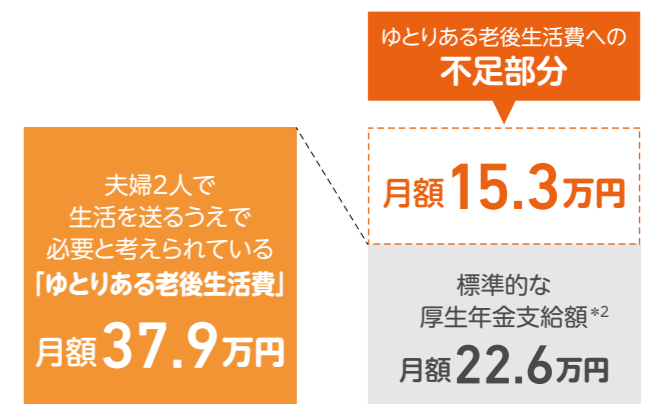 ゆとりある老後生活費への
不足部分
夫婦2人で
生活を送るうえで
必要と考えられている
「ゆとりある老後生活費」
月額37.9万円
月額15.3万円
標準的な
厚生年金支給額*2
月額22.6万円